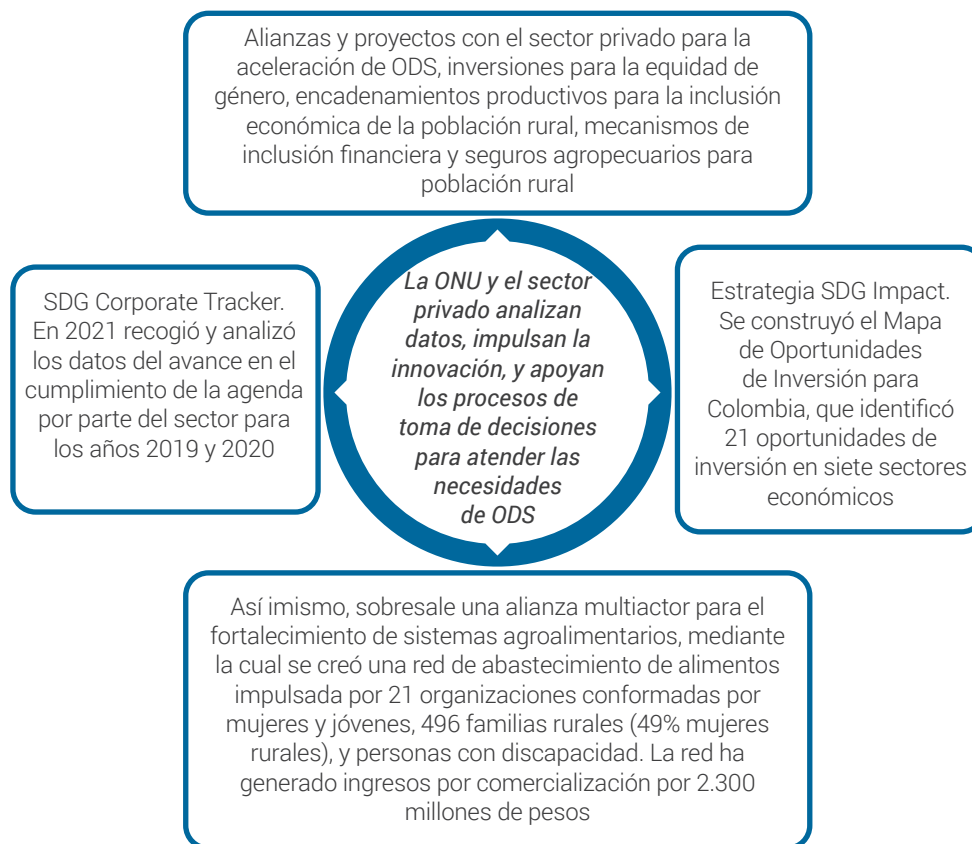 Alianzas y proyectos con el sector privado para la
aceleración de ODS, inversiones para la equidad de
género, encadenamientos productivos para la inclusión
económica de la población rural, mecanismos de
inclusión financiera y seguros agropecuarios para
población rural
SDG Corporate Tracker.
En 2021 recogió y analizó
los datos del avance en el
cumplimiento de la agenda
por parte del sector para
los años 2019 y 2020
La ONU y el sector
privado analizan
datos, impulsan la
innovación, y apoyan
los procesos de
toma de decisiones
para atender las
necesidades
de ODS
Estrategia SDG Impact.
Se construyó el Mapa
de Oportunidades
de Inversión para
Colombia, que identificó
21 oportunidades de
inversión en siete sectores
económicos
Así imismo, sobresale una alianza multiactor para el
fortalecimiento de sistemas agroalimentarios, mediante
la cual se creó una red de abastecimiento de alimentos
impulsada por 21 organizaciones conformadas por
mujeres y jóvenes, 496 familias rurales (49% mujeres
rurales), y personas con discapacidad. La red ha
generado ingresos por comercialización por 2.300
millones de pesos